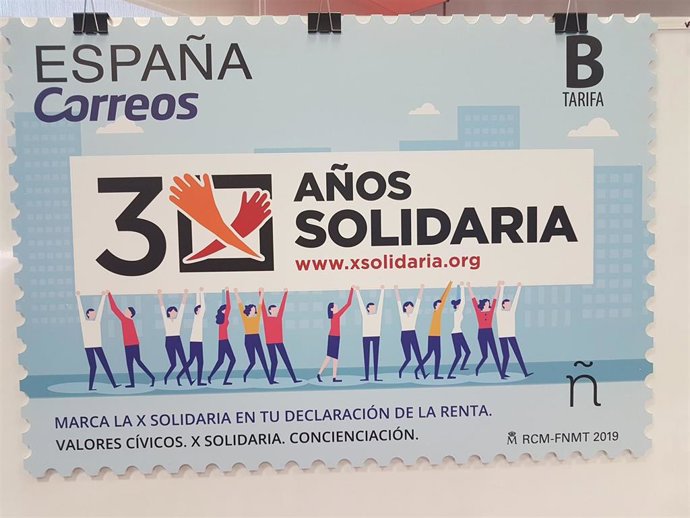 ESPAÑA
Correos
B
TARIFA
30 AÑOS
SOLIDARIA
www.xsolidaria.org
ñ
MARCA LA X SOLIDARIA EN TU DECLARACIÓN DE LA RENTA.
VALORES CÍVICOS. X SOLIDARIA. CONCIENCIACIÓN.
RCM-FNMT 2019